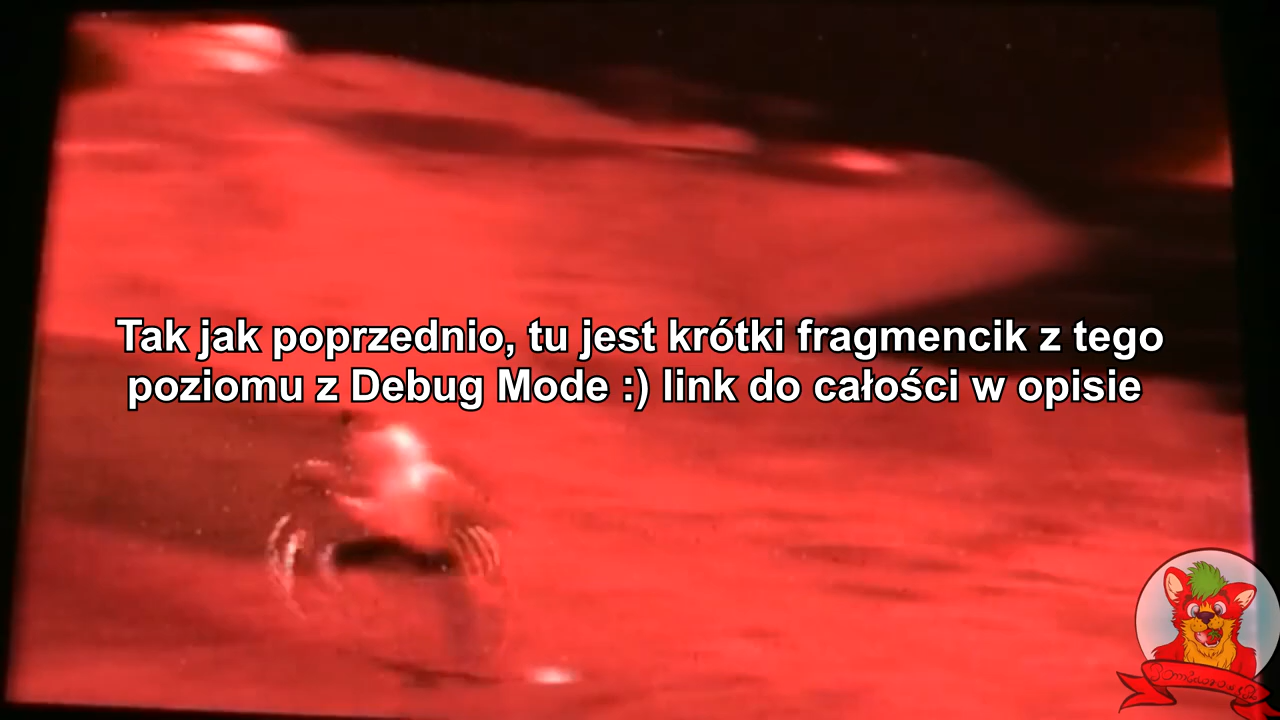 Tak jak poprzednio, tu jest krótki fragmencik z tego
poziomu z Debug Mode :) link do całości w opisie